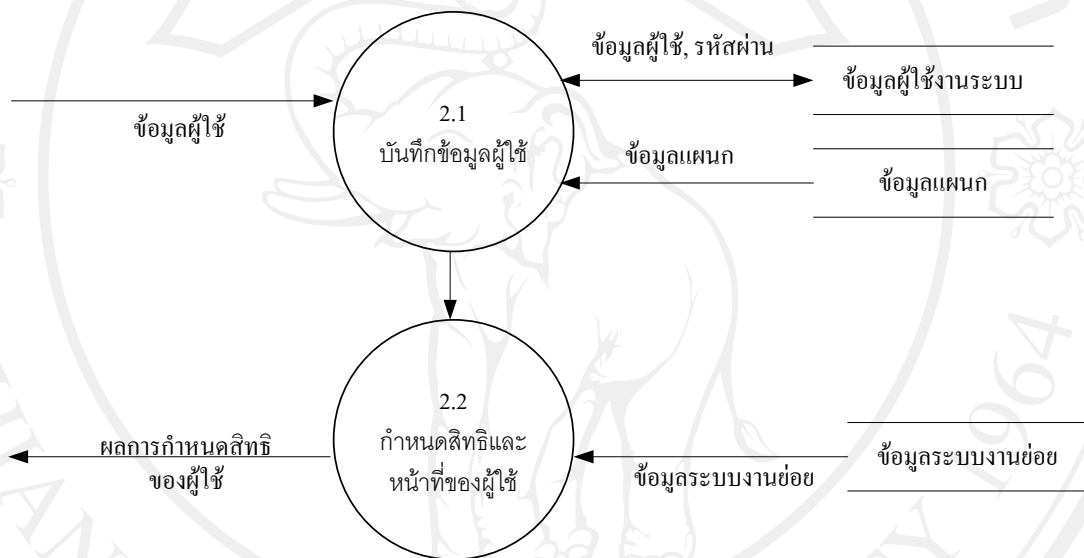 ข้อมูลผู้ใช้, รหัสผ่าน
ข้อมูลผู้ใช้งานระบบ
ข้อมูลผู้ใช้
2.1
บันทึกข้อมูลผู้ใช้
ข้อมูลแผนก
ข้อมูลแผนก
2.2
กำหนดสิทธิและ
หน้าที่ของผู้ใช้
ผลการกำหนดสิทธิ
ของผู้ใช้
ข้อมูลระบบงานย่อย
ข้อมูลระบบงานย่อย
1964